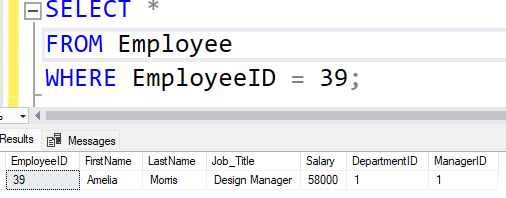 SELECT *
FROM Employee
WHERE EmployeeID = 39;
Results Messages
EmployeeID FirstName LastName Job_Title Salary DepartmentID ManagerID
39 Amelia Morris Design Manager 58000 1 1